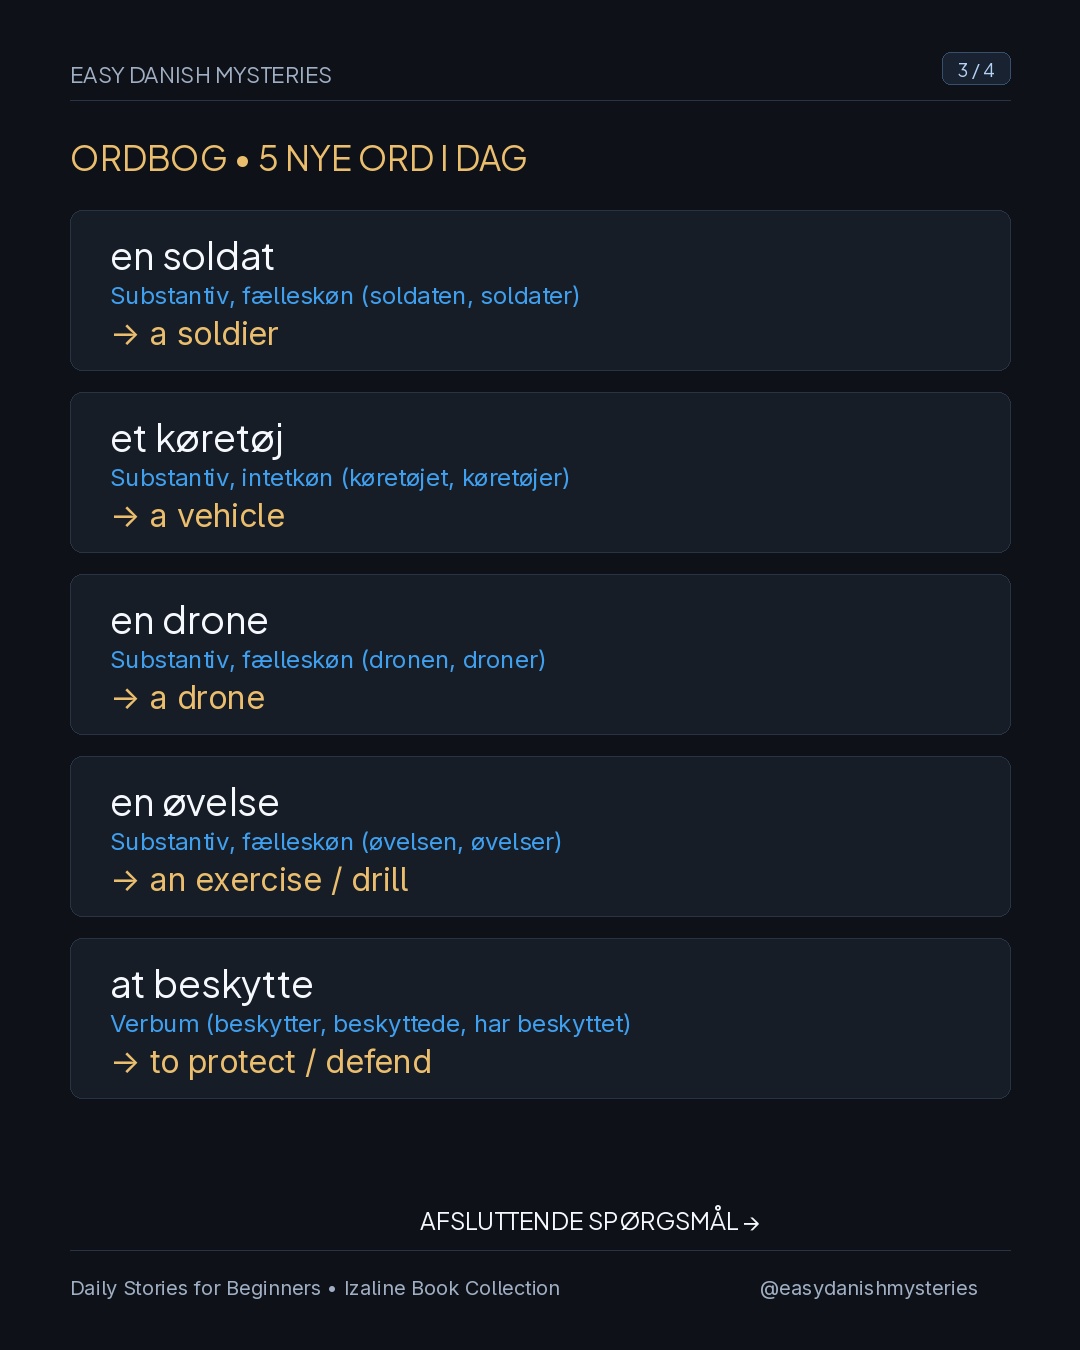 EASY DANISH MYSTERIES
3 / 4
ORDBOG • 5 NYE ORD I DAG
en soldat
Substantiv, fælleskøn (soldaten, soldater)
→ a soldier
et køretøj
Substantiv, intetkøn (køretøjet, køretøjer)
→ a vehicle
en drone
Substantiv, fælleskøn (dronen, droner)
→ a drone
en øvelse
Substantiv, fælleskøn (øvelsen, øvelser)
→ an exercise / drill
at beskytte
Verbum (beskytter, beskyttede, har beskyttet)
→ to protect / defend
AFSLUTTENDE SPØRGSMÅL →
Daily Stories for Beginners • Izaline Book Collection
@easydanishmysteries